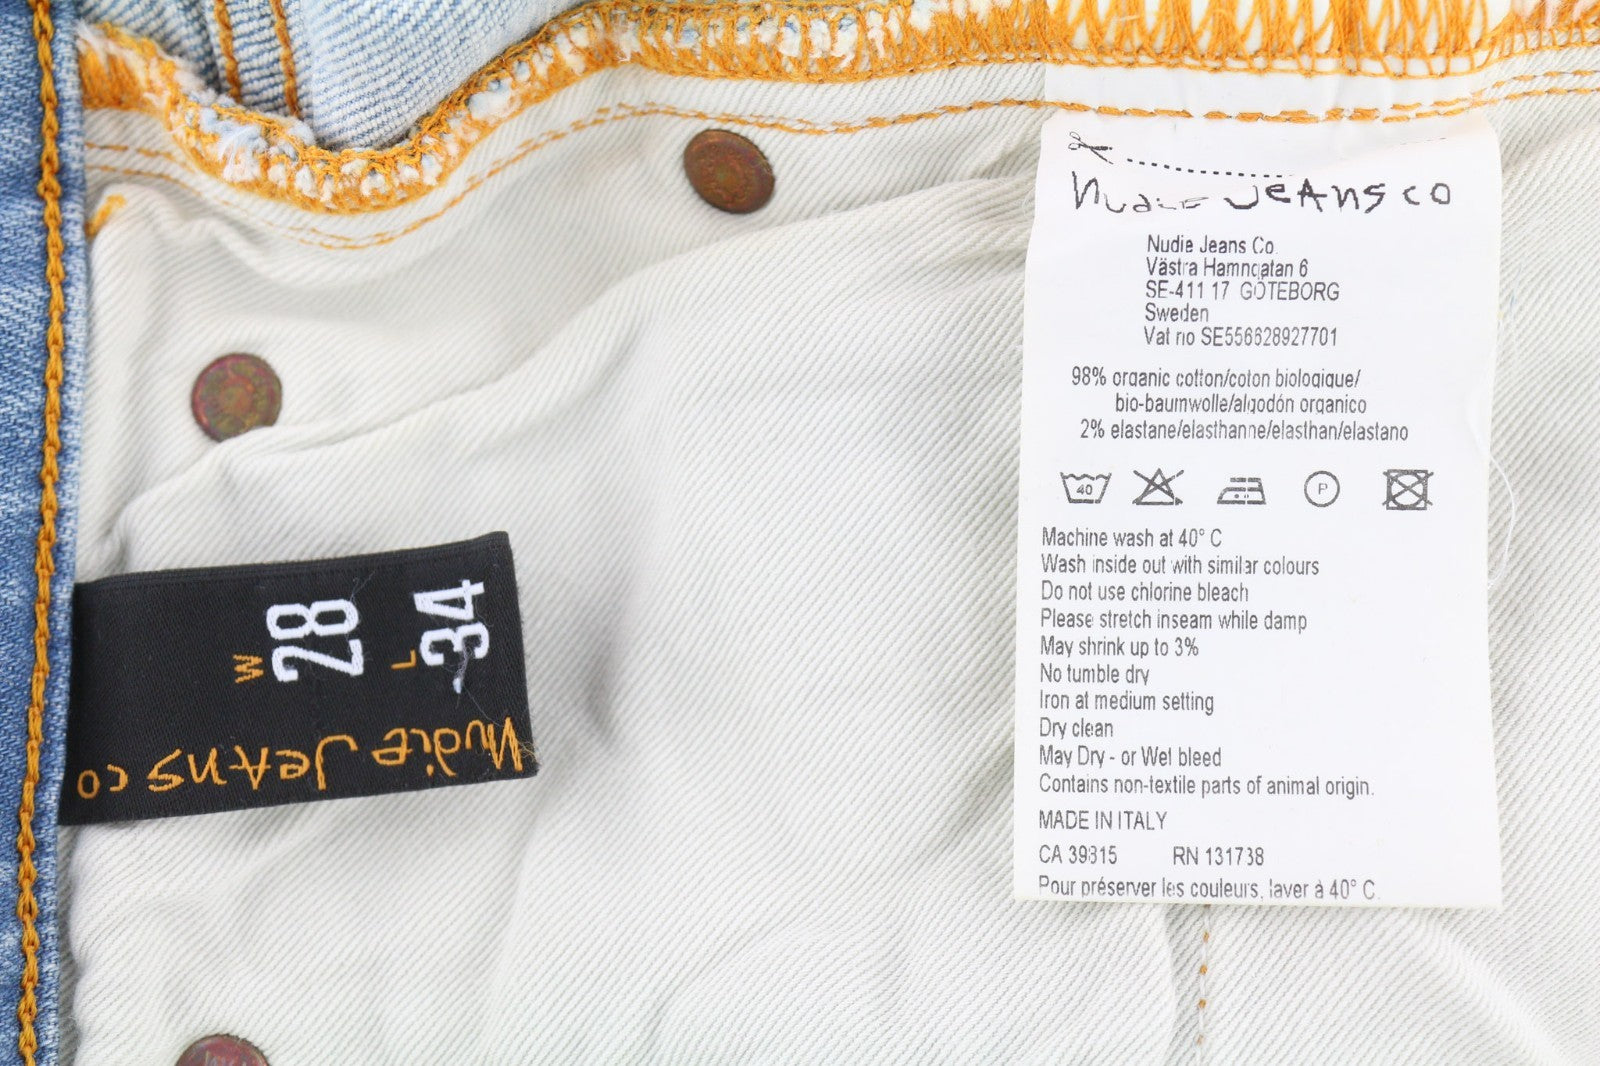 W 28
L 34
Nudie Jeans co
Nudie Jeans co
Nudie Jeans Co.
Västra Hamngatan 6
SE-411 17 GÖTEBORG
Sweden
Vat no SE556628927701
98% organic cotton/coton biologique/
bio-baumwolle/algodón organico
2% elastane/elasthanne/elasthan/elastano
40
P
Machine wash at 40° C
Wash inside out with similar colours
Do not use chlorine bleach
Please stretch inseam while damp
May shrink up to 3%
No tumble dry
Iron at medium setting
Dry clean
May Dry - or Wet bleed
Contains non-textile parts of animal origin.
MADE IN ITALY
CA 39815 RN 131738
Pour préserver les couleurs, laver à 40° C.